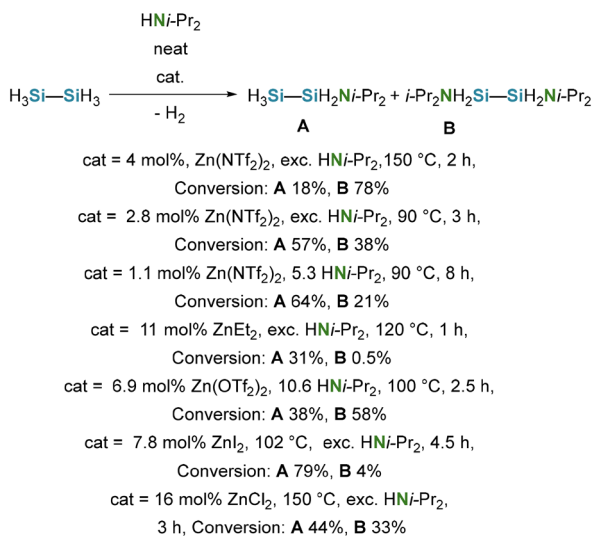 HNi-Pr₂
neat
cat.
H₃Si—SiH₃
- H₂
H₃Si—SiH₂Ni-Pr₂ + i-Pr₂NH₂Si—SiH₂Ni-Pr₂
A
B
cat = 4 mol%, Zn(NTf₂)₂, exc. HNi-Pr₂,150 °C, 2 h,
Conversion: A 18%, B 78%
cat = 2.8 mol% Zn(NTf₂)₂, exc. HNi-Pr₂, 90 °C, 3 h,
Conversion: A 57%, B 38%
cat = 1.1 mol% Zn(NTf₂)₂, 5.3 HNi-Pr₂, 90 °C, 8 h,
Conversion: A 64%, B 21%
cat = 11 mol% ZnEt₂, exc. HNi-Pr₂, 120 °C, 1 h,
Conversion: A 31%, B 0.5%
cat = 6.9 mol% Zn(OTf₂)₂, 10.6 HNi-Pr₂, 100 °C, 2.5 h,
Conversion: A 38%, B 58%
cat = 7.8 mol% ZnI₂, 102 °C, exc. HNi-Pr₂, 4.5 h,
Conversion: A 79%, B 4%
cat = 16 mol% ZnCl₂, 150 °C, exc. HNi-Pr₂,
3 h, Conversion: A 44%, B 33%